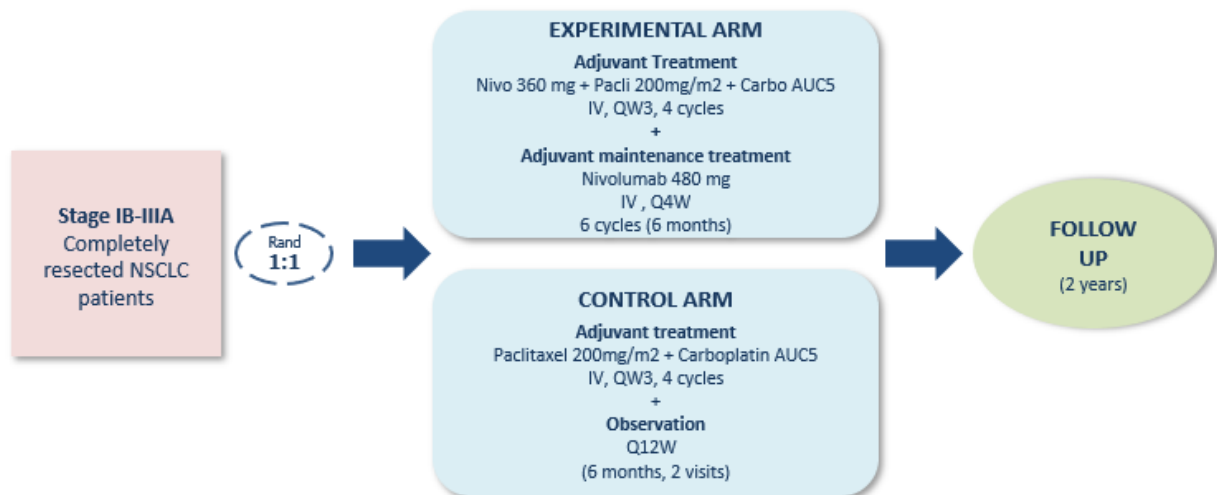 Stage IB-IIIA
Completely
resected NSCLC
patients
Rand
1:1
EXPERIMENTAL ARM
Adjuvant Treatment
Nivo 360 mg + Pacli 200mg/m2 + Carbo AUC5
IV, QW3, 4 cycles
+
Adjuvant maintenance treatment
Nivolumab 480 mg
IV , Q4W
6 cycles (6 months)
CONTROL ARM
Adjuvant treatment
Paclitaxel 200mg/m2 + Carboplatin AUC5
IV, QW3, 4 cycles
+
Observation
Q12W
(6 months, 2 visits)
FOLLOW
UP
(2 years)